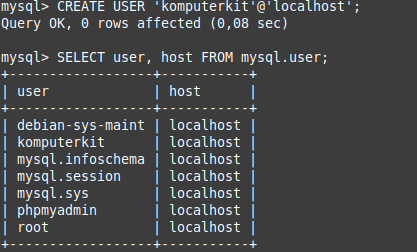 mysql> CREATE USER 'komputerkit'@'localhost';
Query OK, 0 rows affected (0,08 sec)

mysql> SELECT user, host FROM mysql.user;
+------------------+-----------+
| user             | host      |
+------------------+-----------+
| debian-sys-maint | localhost |
| komputerkit      | localhost |
| mysql.infoschema | localhost |
| mysql.session    | localhost |
| mysql.sys        | localhost |
| phpmyadmin       | localhost |
| root             | localhost |
+------------------+-----------+